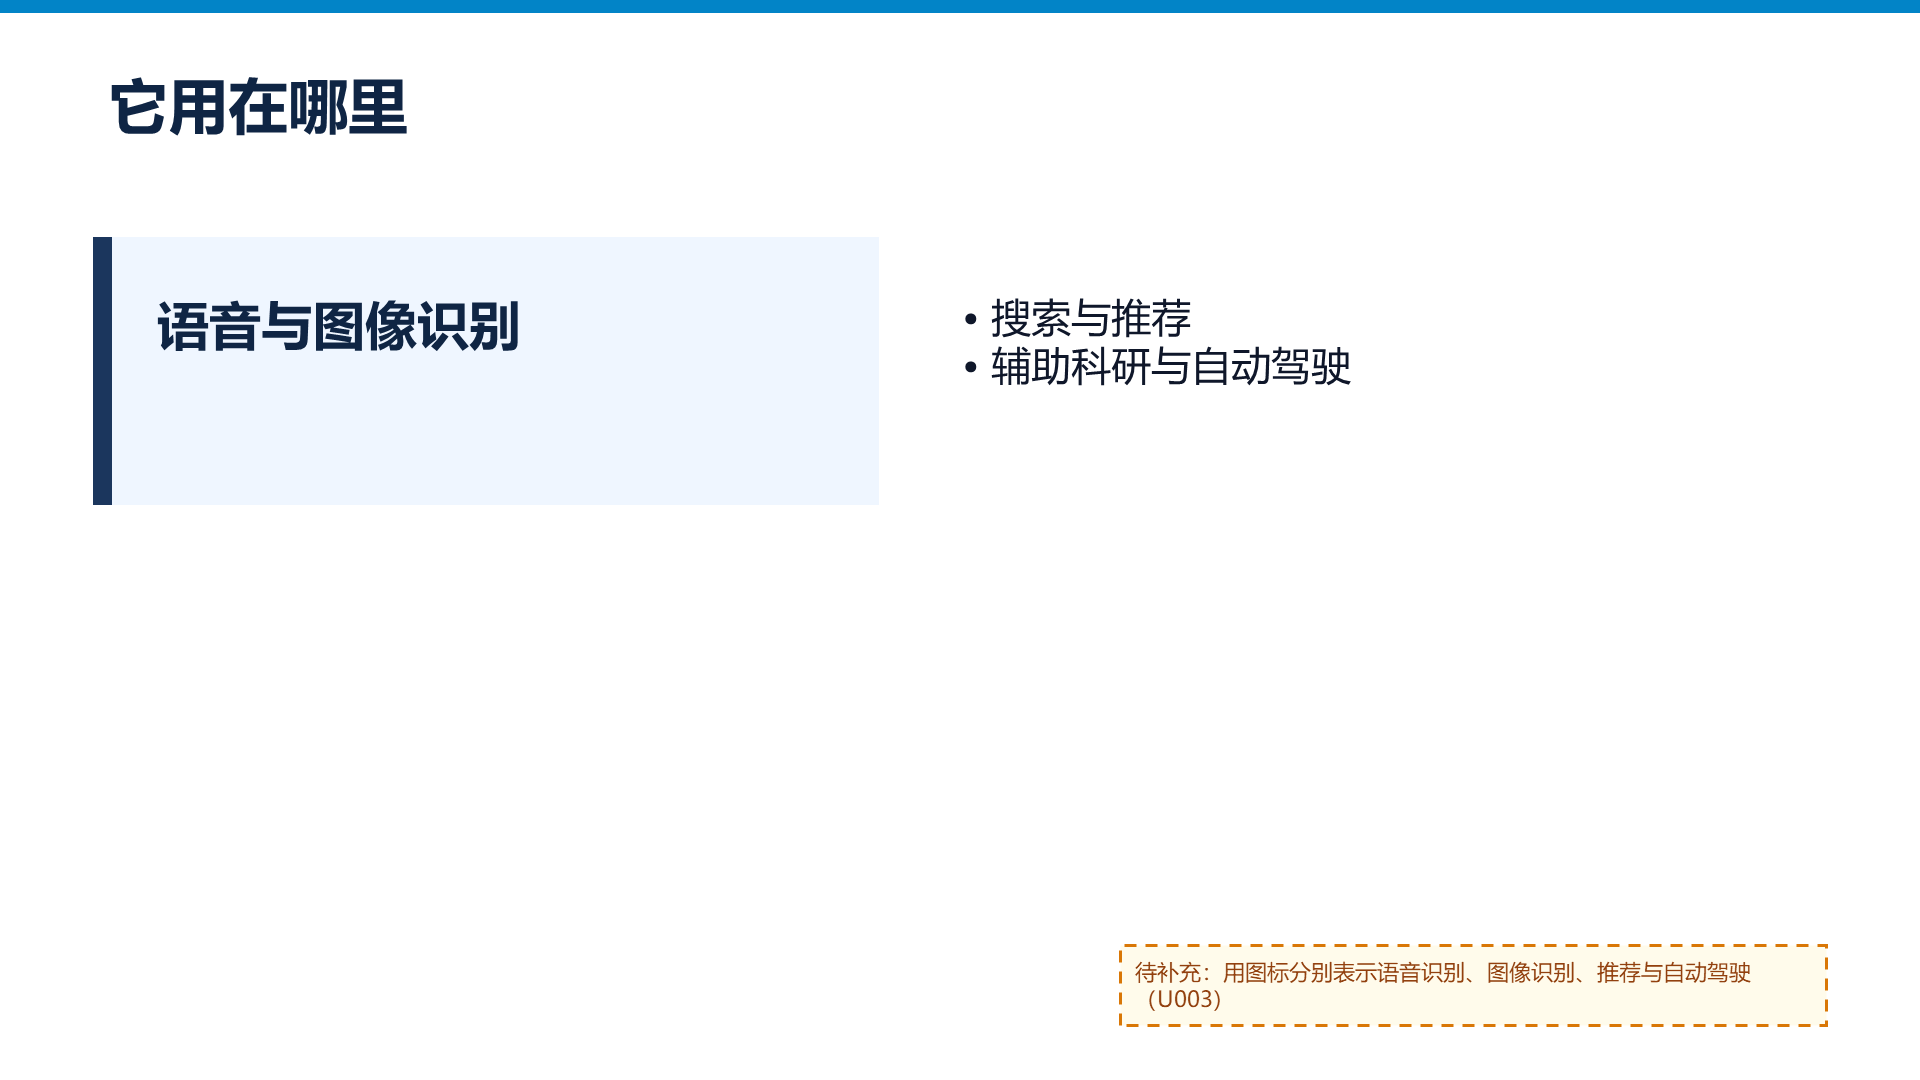 它用在哪里
语音与图像识别
• 搜索与推荐
• 辅助科研与自动驾驶
待补充：用图标分别表示语音识别、图像识别、推荐与自动驾驶
（U003）